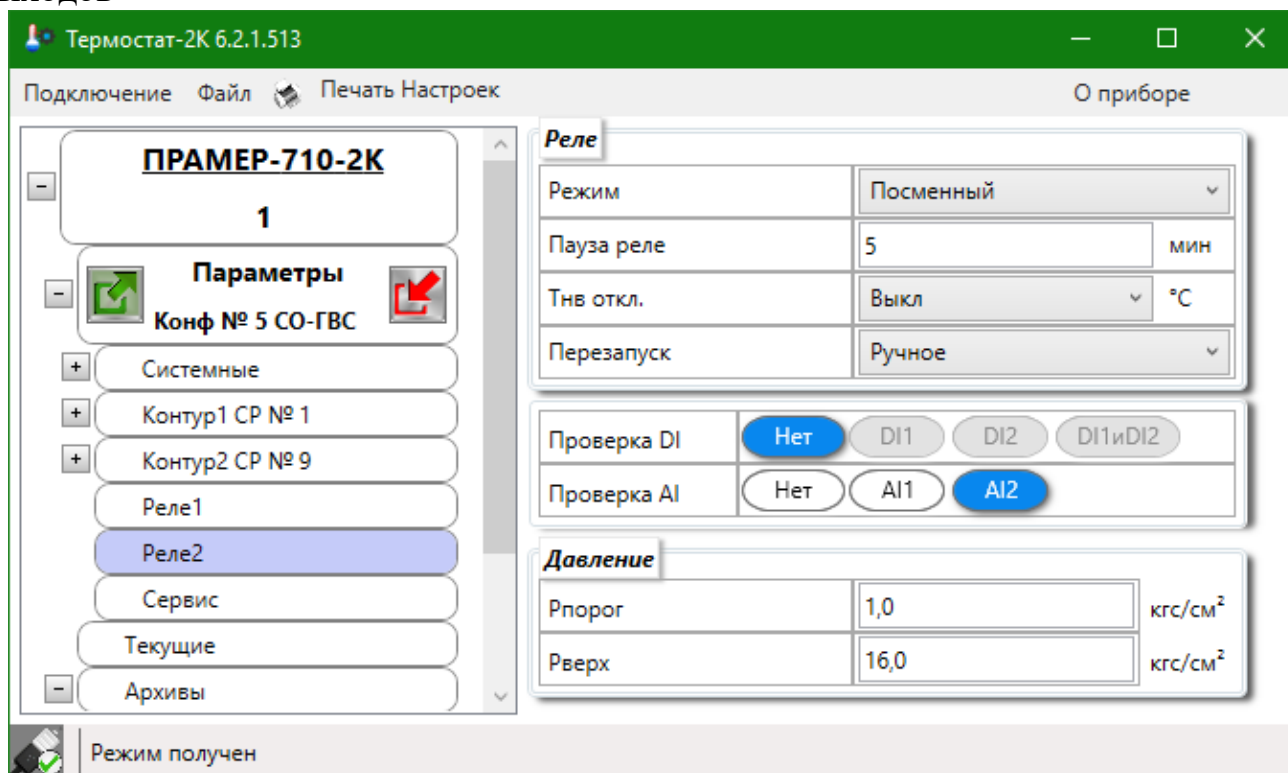 Термостат-2К 6.2.1.513
Подключение Файл Печать Настроек О приборе
ПРАМЕР-710-2К
1
Параметры
Конф № 5 СО-ГВС
Системные
Контур1 СР № 1
Контур2 СР № 9
Реле1
Реле2
Сервис
Текущие
Архивы
Реле
Режим Посменный
Пауза реле 5 мин
Тнв откл. Выкл °C
Перезапуск Ручное
Проверка DI Нет DI1 DI2 DI1иDI2
Проверка AI Нет AI1 AI2
Давление
Рпорог 1,0 кгс/см²
Рверх 16,0 кгс/см²
Режим получен